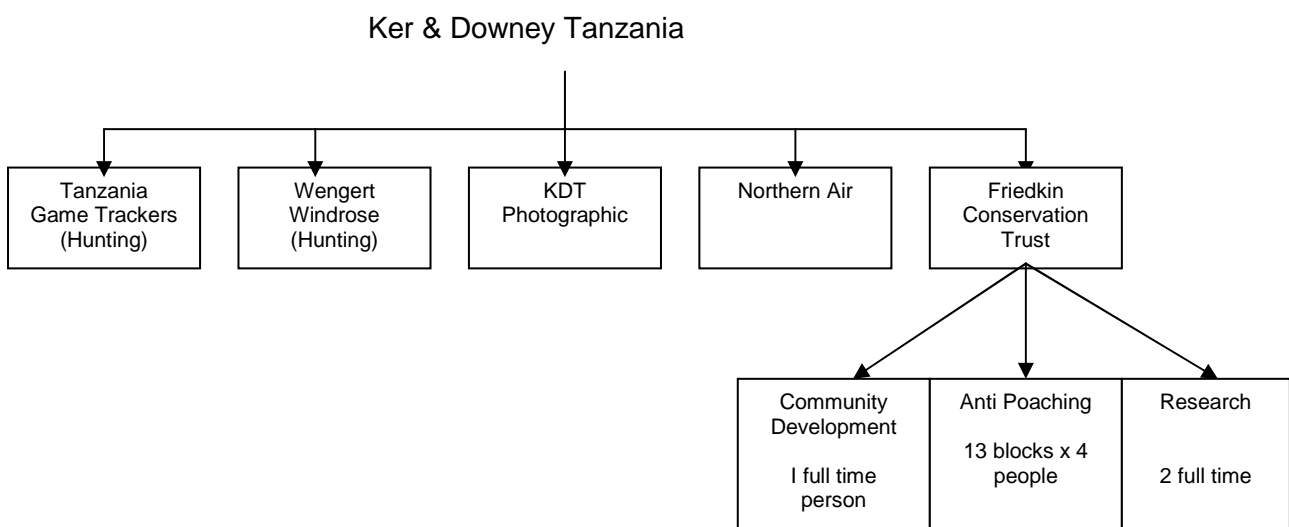 Ker & Downey Tanzania
Tanzania
Game Trackers
(Hunting)
Wengert
Windrose
(Hunting)
KDT
Photographic
Northern Air
Friedkin
Conservation
Trust
Community
Development
I full time
person
Anti Poaching
13 blocks x 4
people
Research
2 full time